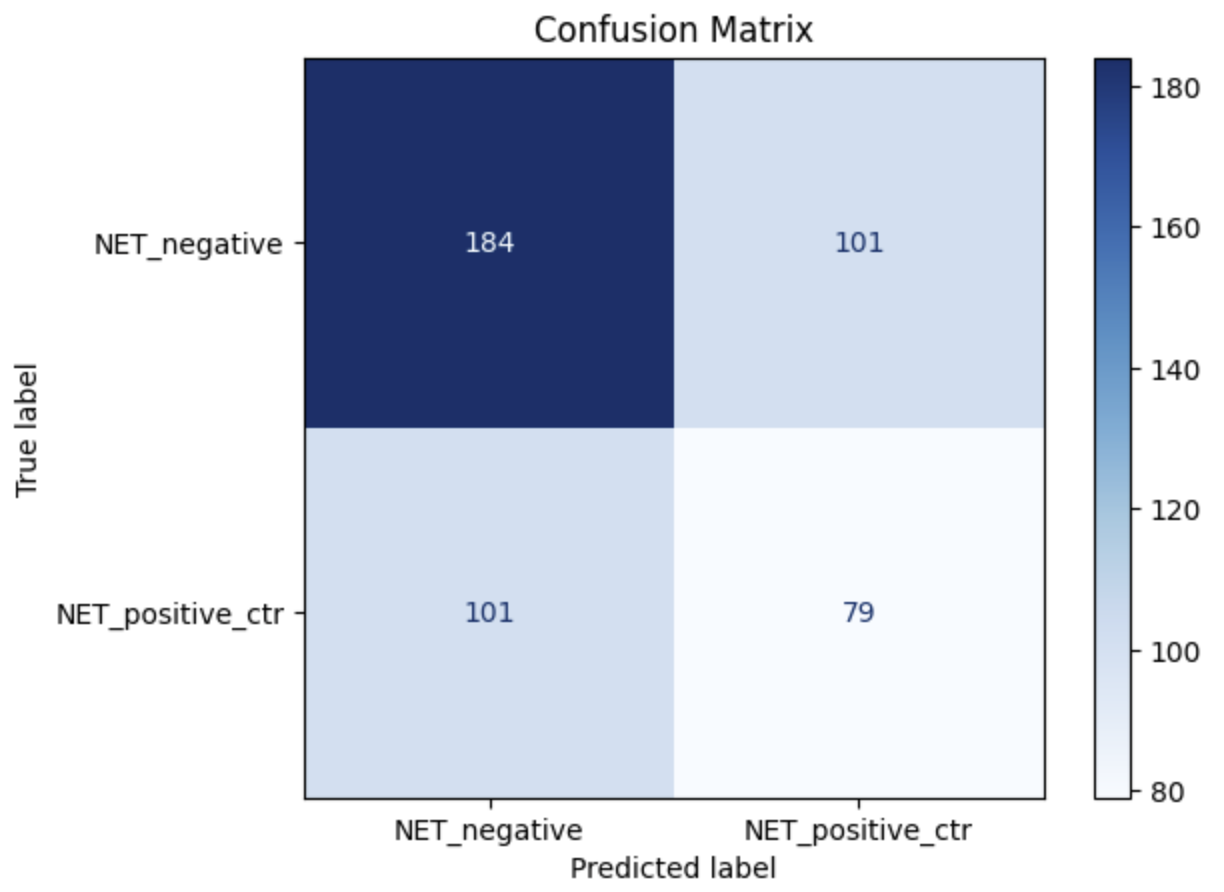 Confusion Matrix
NET_negative
184
101
NET_positive_ctr
101
79
True label
NET_negative
NET_positive_ctr
Predicted label
180
160
140
120
100
80